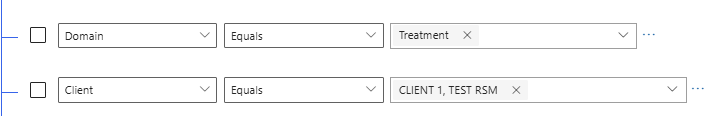 Domain Equals Treatment
Client Equals CLIENT 1, TEST RSM